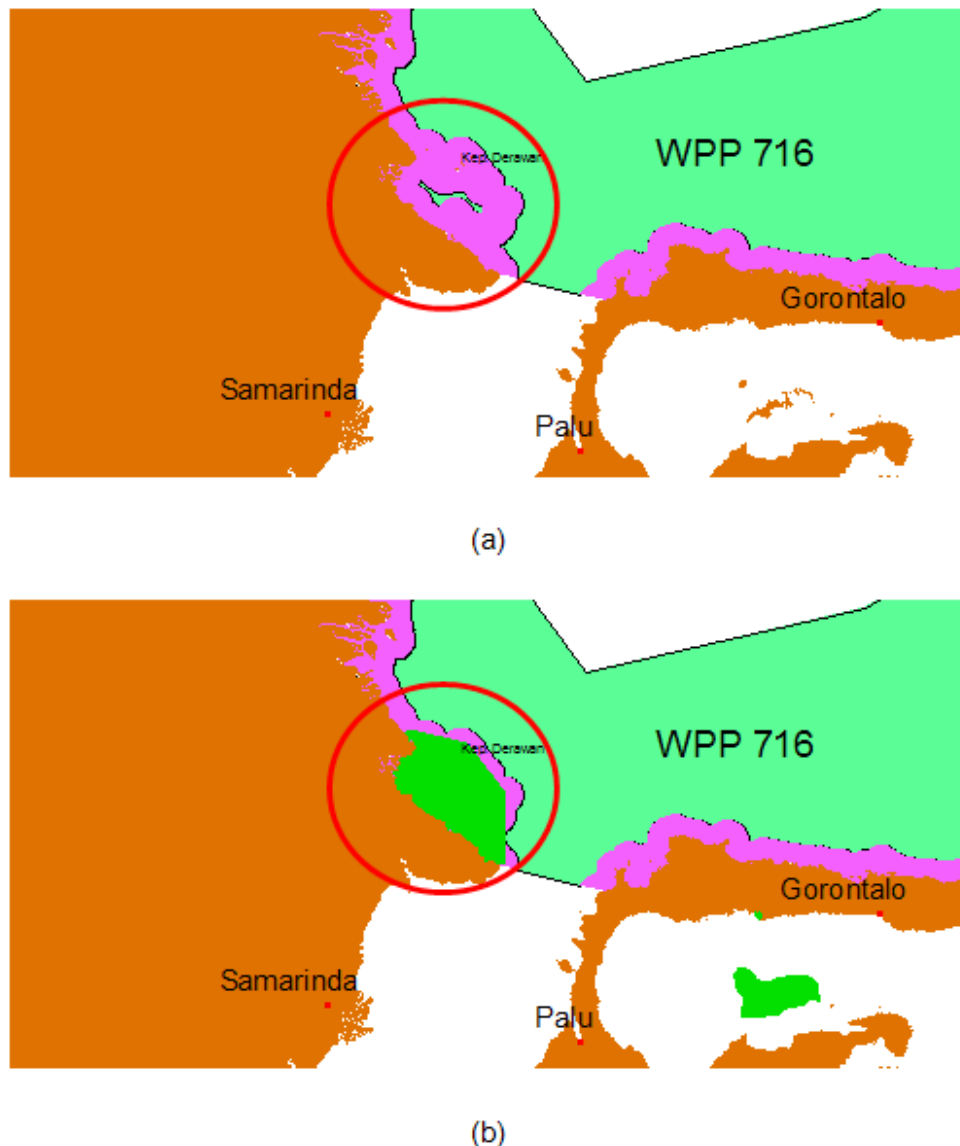 Kep. Derawan
WPP 716
Gorontalo
Samarinda
Palu
(a)
Kep. Derawan
WPP 716
Gorontalo
Samarinda
Palu
(b)